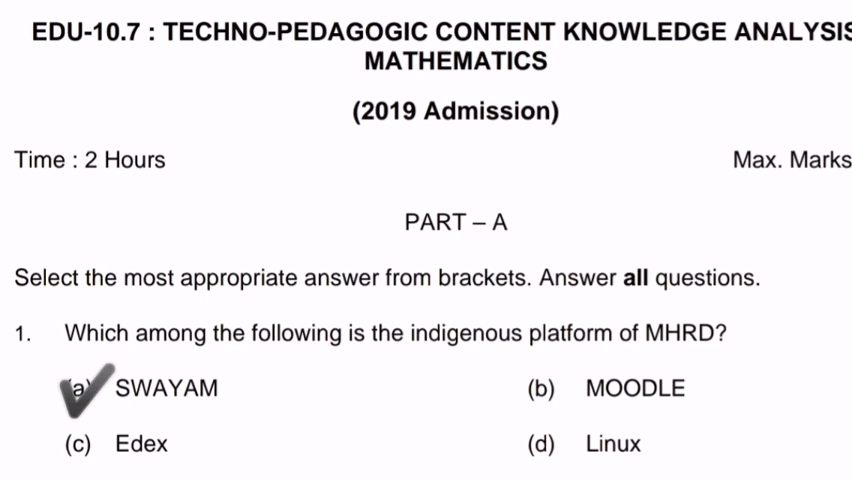 EDU-10.7 : TECHNO-PEDAGOGIC CONTENT KNOWLEDGE ANALYSIS
MATHEMATICS
(2019 Admission)
Time : 2 Hours Max. Marks
PART – A
Select the most appropriate answer from brackets. Answer all questions.
1. Which among the following is the indigenous platform of MHRD?
(a) SWAYAM (b) MOODLE
(c) Edex (d) Linux